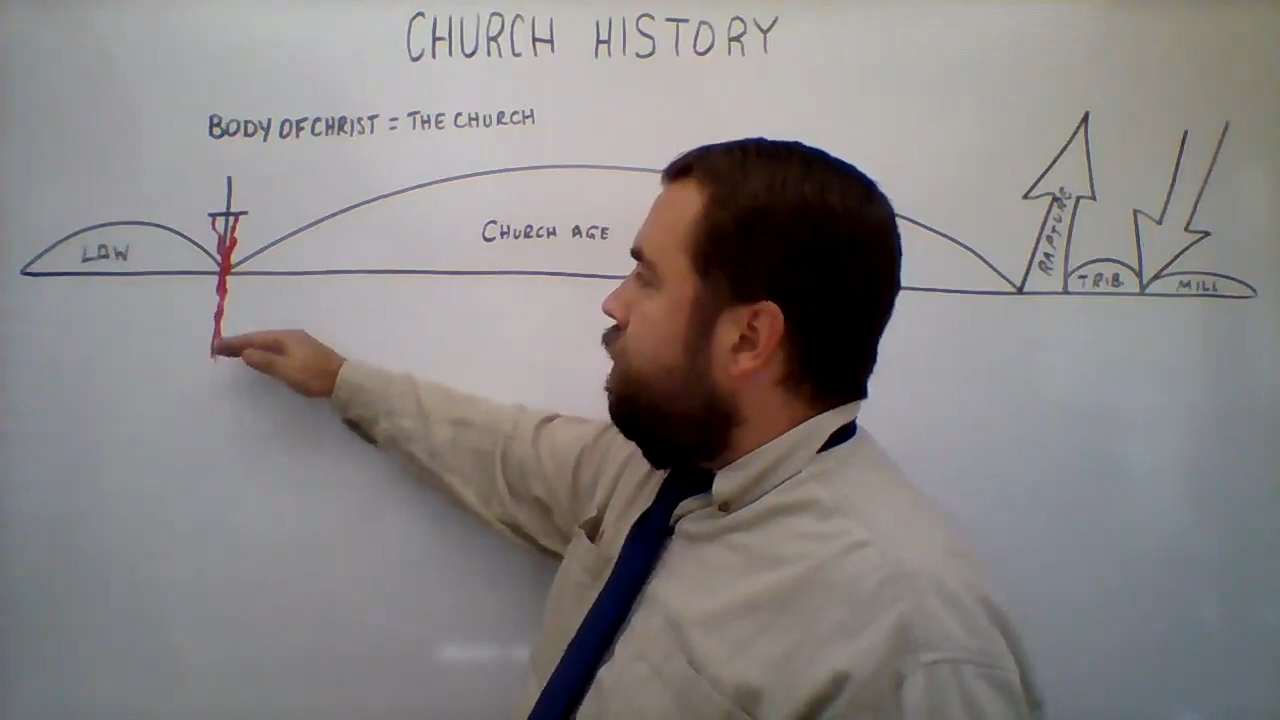 CHURCH HISTORY
BODY OF CHRIST = THE CHURCH
LAW
CHURCH AGE
RAPTURE
TRIB
MILL